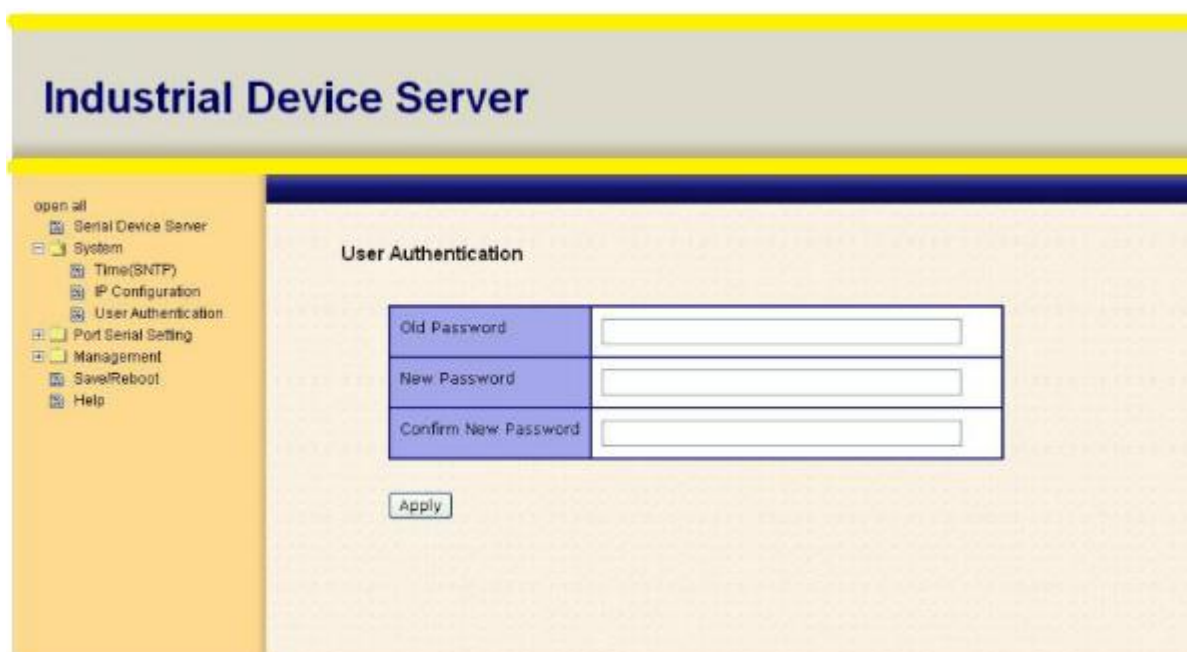 Industrial Device Server
open all
Serial Device Server
System
Time(SNTP)
IP Configuration
User Authentication
Port Serial Setting
Management
Save/Reboot
Help
User Authentication
Old Password
New Password
Confirm New Password
Apply